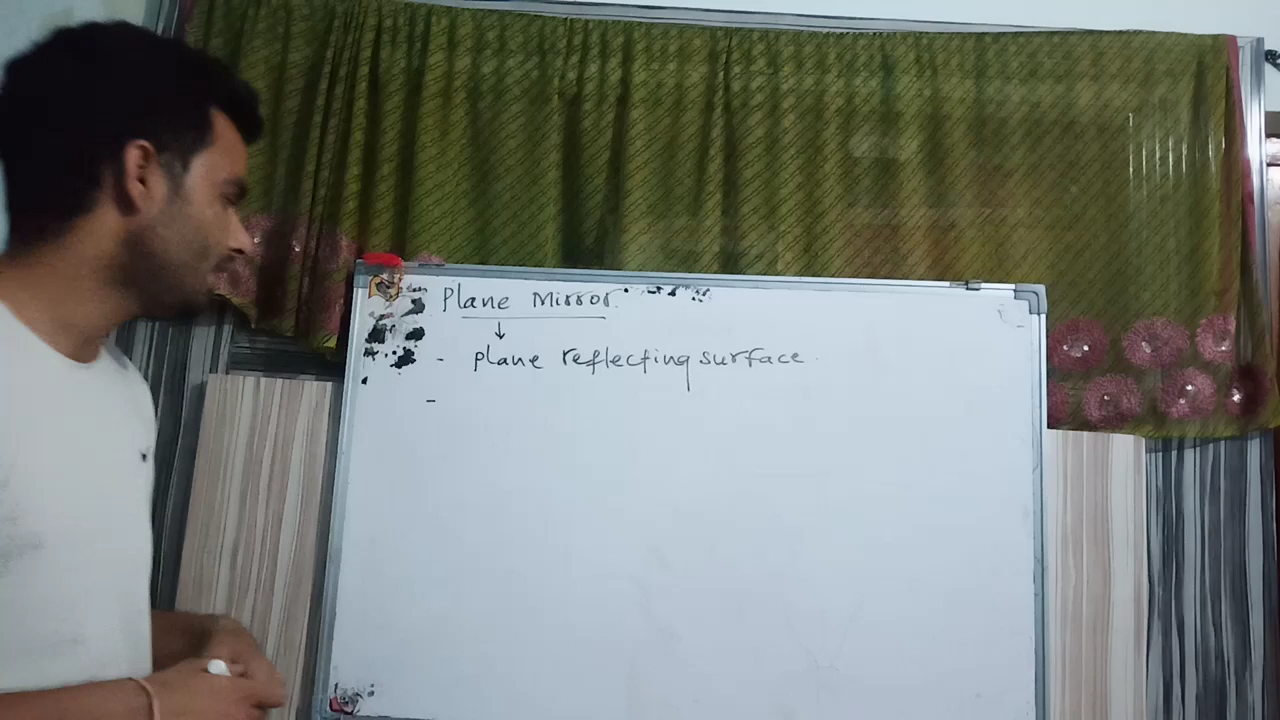 Plane Mirror.
↓
- plane reflecting surface.
-